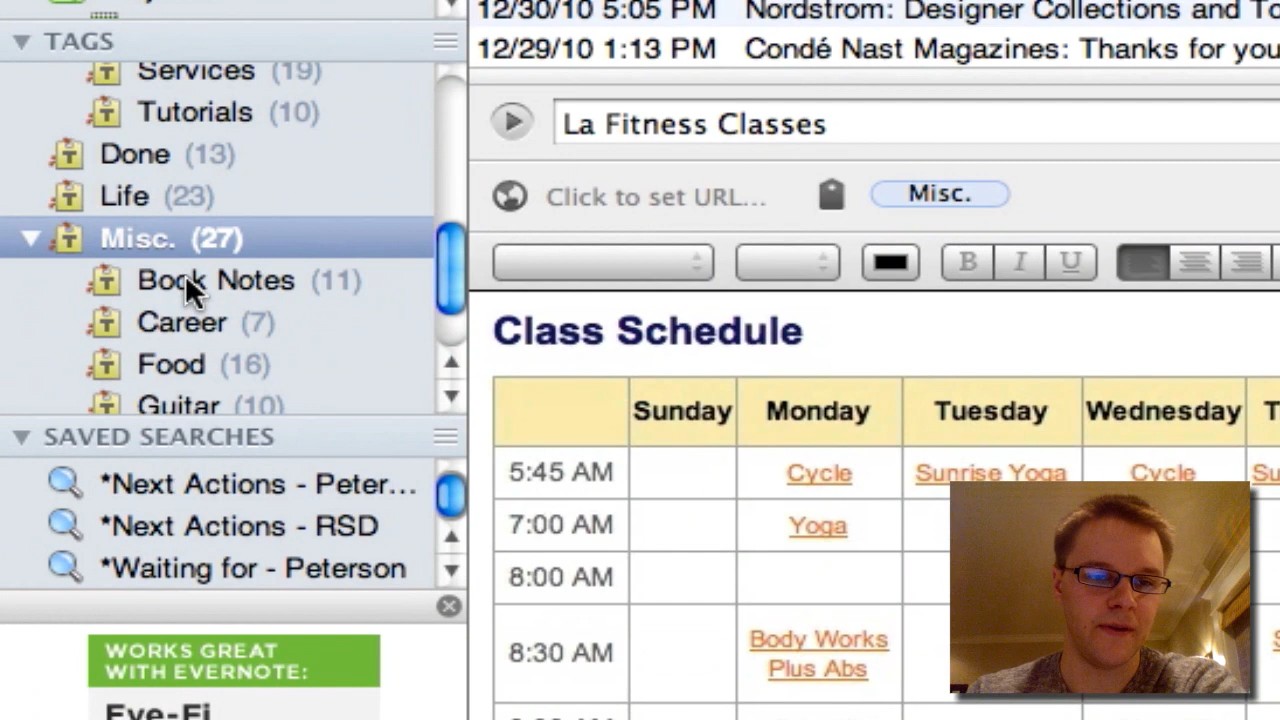 12/30/10 5:05 PM Nordstrom: Designer Collections and To
12/29/10 1:13 PM Condé Nast Magazines: Thanks for you
TAGS
Services (19)
Tutorials (10)
Done (13)
Life (23)
Misc. (27)
Book Notes (11)
Career (7)
Food (16)
Guitar (10)
SAVED SEARCHES
*Next Actions - Peter...
*Next Actions - RSD
*Waiting for - Peterson
WORKS GREAT
WITH EVERNOTE:
Eye-Fi
La Fitness Classes
Click to set URL... Misc.
B I U
Class Schedule
Sunday Monday Tuesday Wednesday T
5:45 AM Cycle Sunrise Yoga Cycle Su
7:00 AM Yoga
8:00 AM
8:30 AM Body Works
Plus Abs